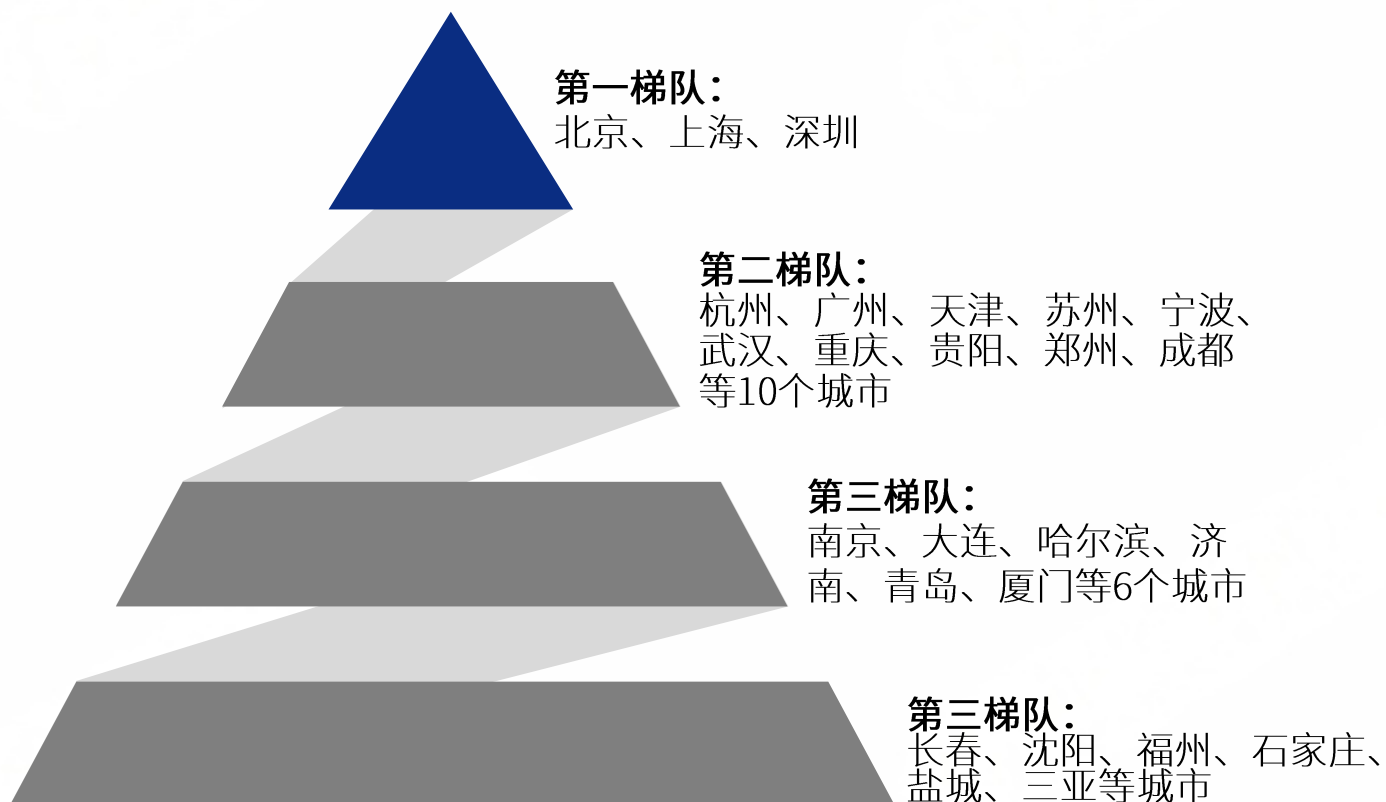 第一梯队：
北京、上海、深圳
第二梯队：
杭州、广州、天津、苏州、宁波、
武汉、重庆、贵阳、郑州、成都
等10个城市
第三梯队：
南京、大连、哈尔滨、济
南、青岛、厦门等6个城市
第三梯队：
长春、沈阳、福州、石家庄、
盐城、三亚等城市